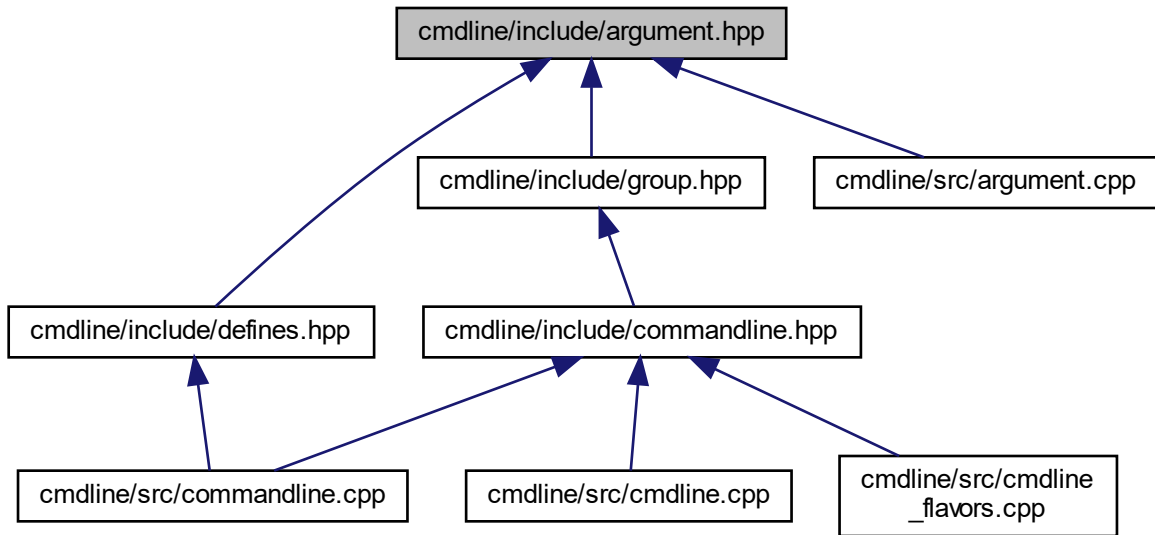 cmdline/include/argument.hpp
cmdline/include/group.hpp
cmdline/src/argument.cpp
cmdline/include/defines.hpp
cmdline/include/commandline.hpp
cmdline/src/commandline.cpp
cmdline/src/cmdline.cpp
cmdline/src/cmdline
_flavors.cpp